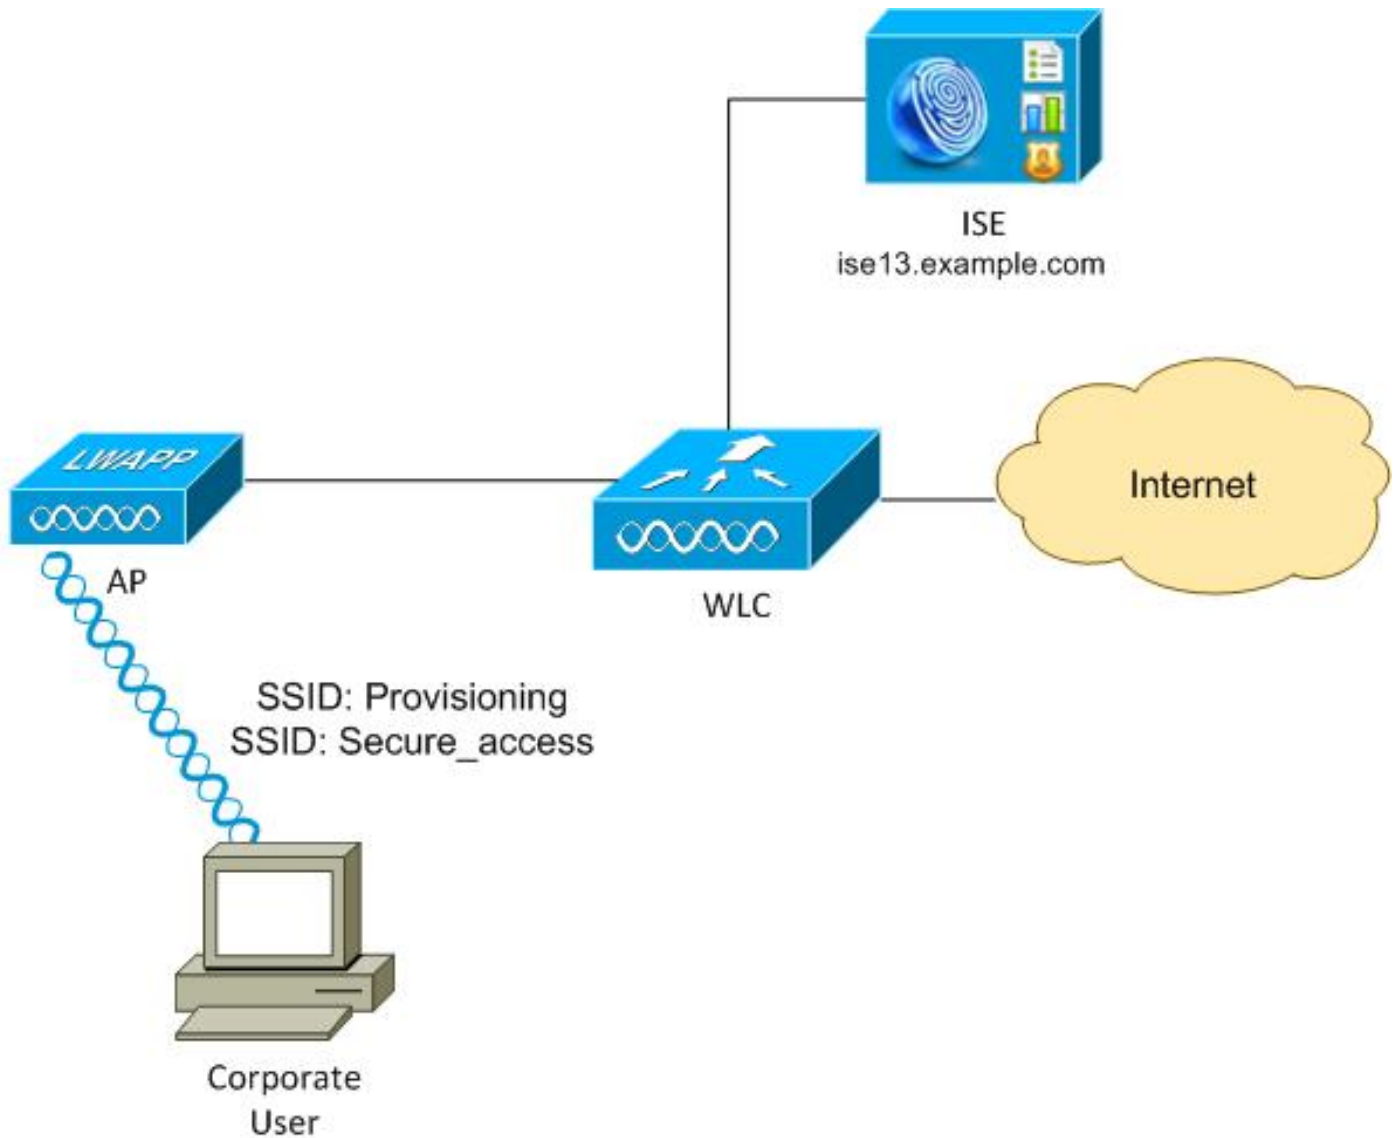 ISE
ise13.example.com
LWAPP
Internet
AP
WLC
SSID: Provisioning
SSID: Secure_access
Corporate
User